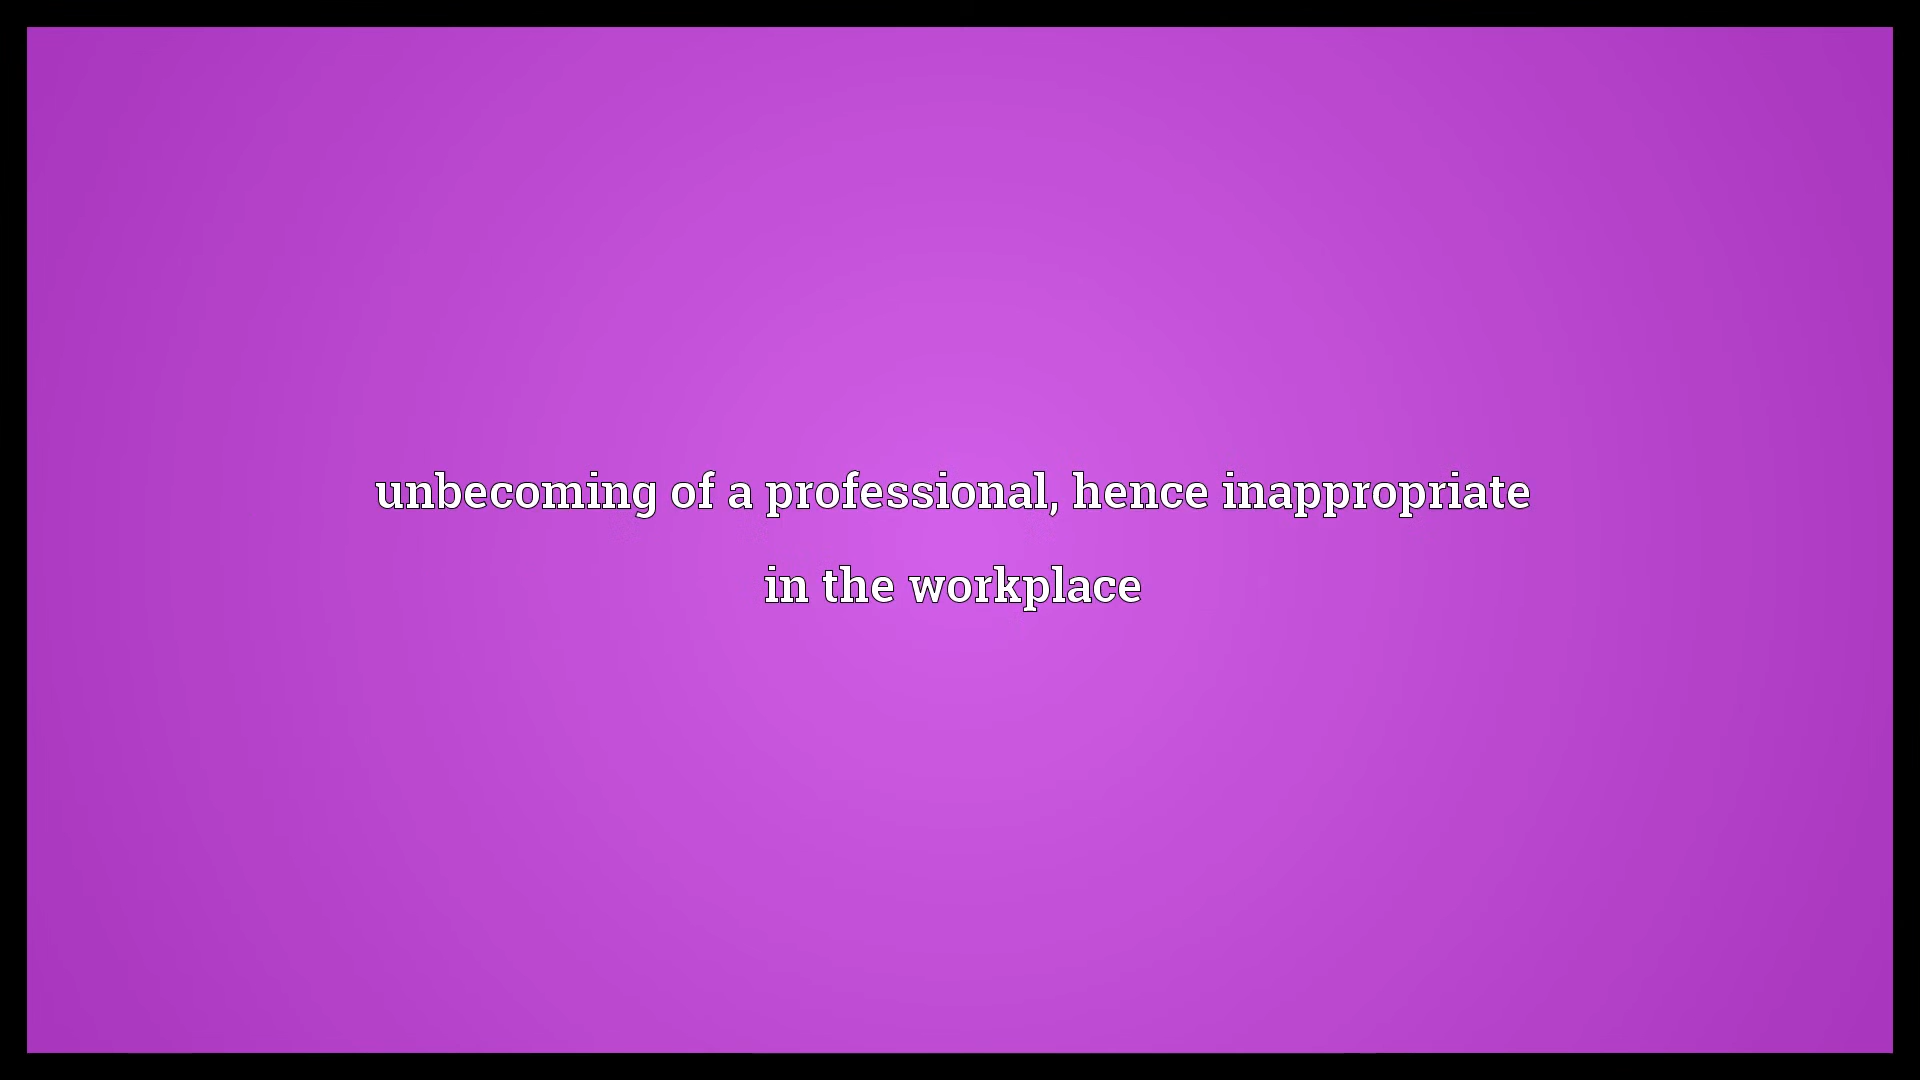 unbecoming of a professional, hence inappropriate
in the workplace